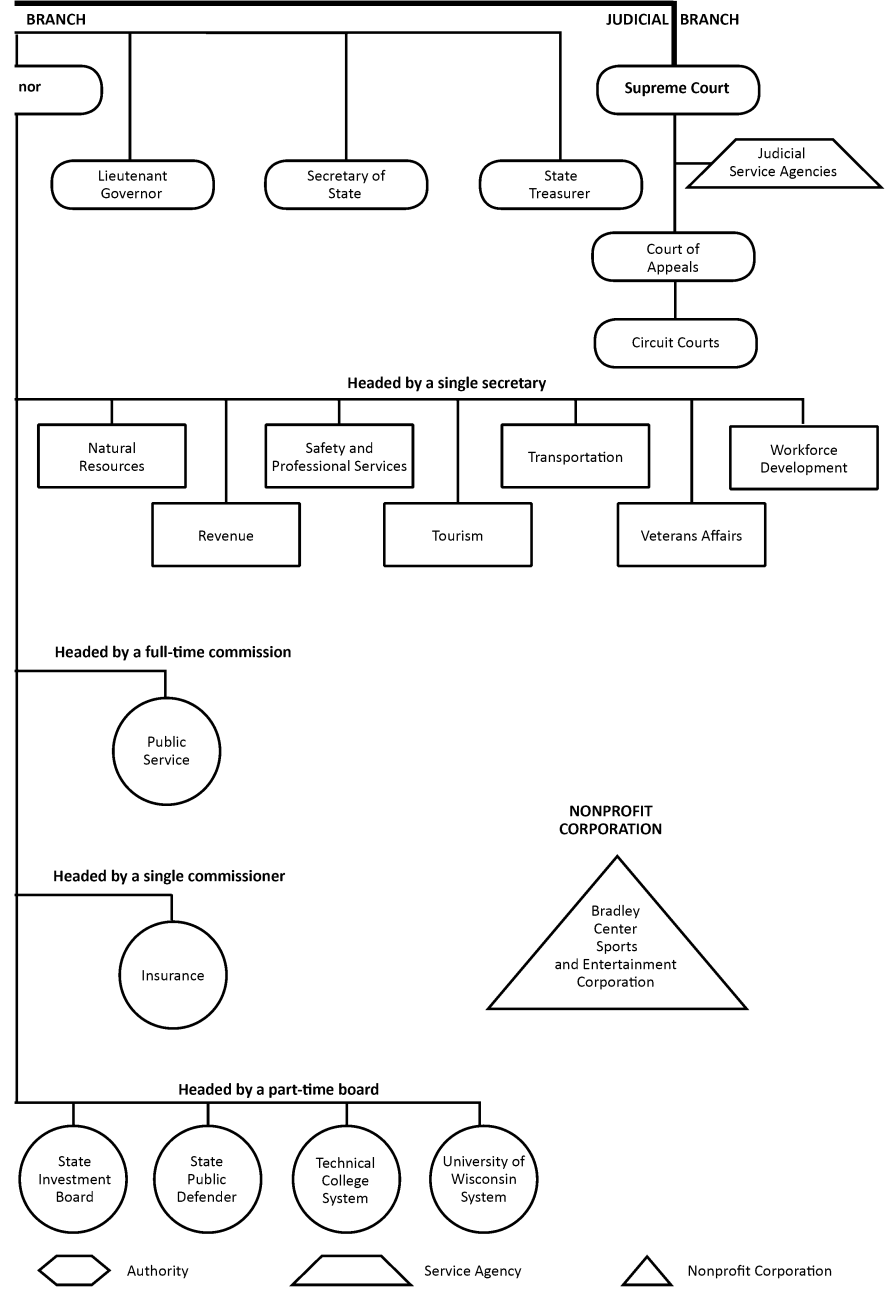 BRANCH
JUDICIAL BRANCH
nor
Supreme Court
Judicial
Service Agencies
Lieutenant
Governor
Secretary of
State
State
Treasurer
Court of
Appeals
Circuit Courts
Headed by a single secretary
Natural
Resources
Safety and
Professional Services
Transportation
Workforce
Development
Revenue
Tourism
Veterans Affairs
Headed by a full-time commission
Public
Service
NONPROFIT
CORPORATION
Headed by a single commissioner
Bradley
Center
Sports
and Entertainment
Corporation
Insurance
Headed by a part-time board
State
Investment
Board
State
Public
Defender
Technical
College
System
University of
Wisconsin
System
Authority
Service Agency
Nonprofit Corporation